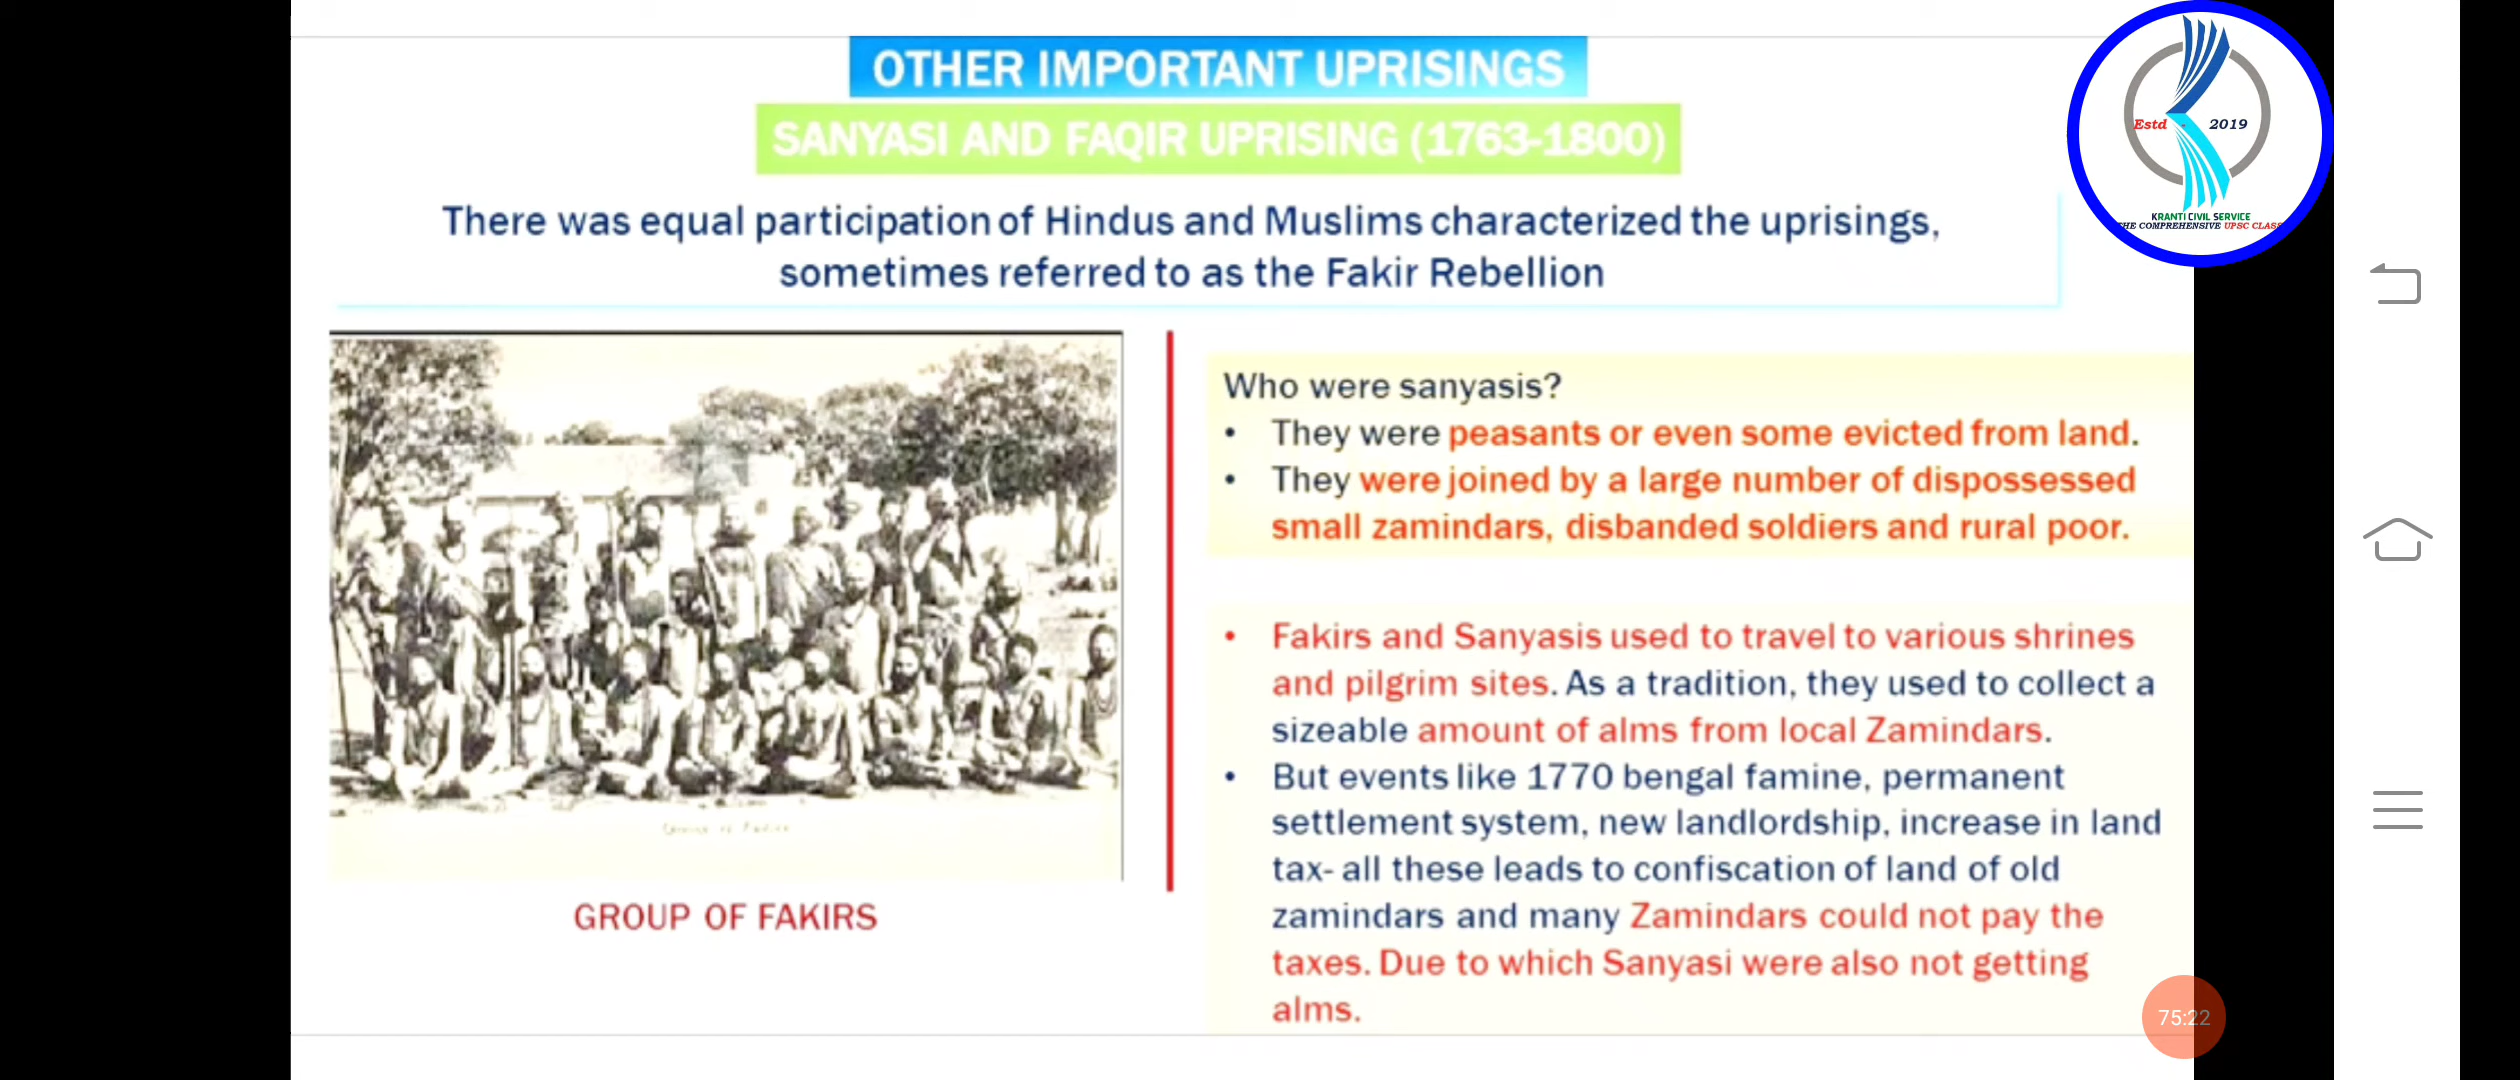 OTHER IMPORTANT UPRISINGS
SANYASI AND FAQIR UPRISING (1763-1800)
Estd - 2019
KRANTI CIVIL SERVICE
THE COMPREHENSIVE UPSC CLASS
There was equal participation of Hindus and Muslims characterized the uprisings,
sometimes referred to as the Fakir Rebellion
GROUP OF FAKIRS
Who were sanyasis?
• They were peasants or even some evicted from land.
• They were joined by a large number of dispossessed
small zamindars, disbanded soldiers and rural poor.
• Fakirs and Sanyasis used to travel to various shrines
and pilgrim sites. As a tradition, they used to collect a
sizeable amount of alms from local Zamindars.
• But events like 1770 bengal famine, permanent
settlement system, new landlordship, increase in land
tax- all these leads to confiscation of land of old
zamindars and many Zamindars could not pay the
taxes. Due to which Sanyasi were also not getting
alms.
75:22